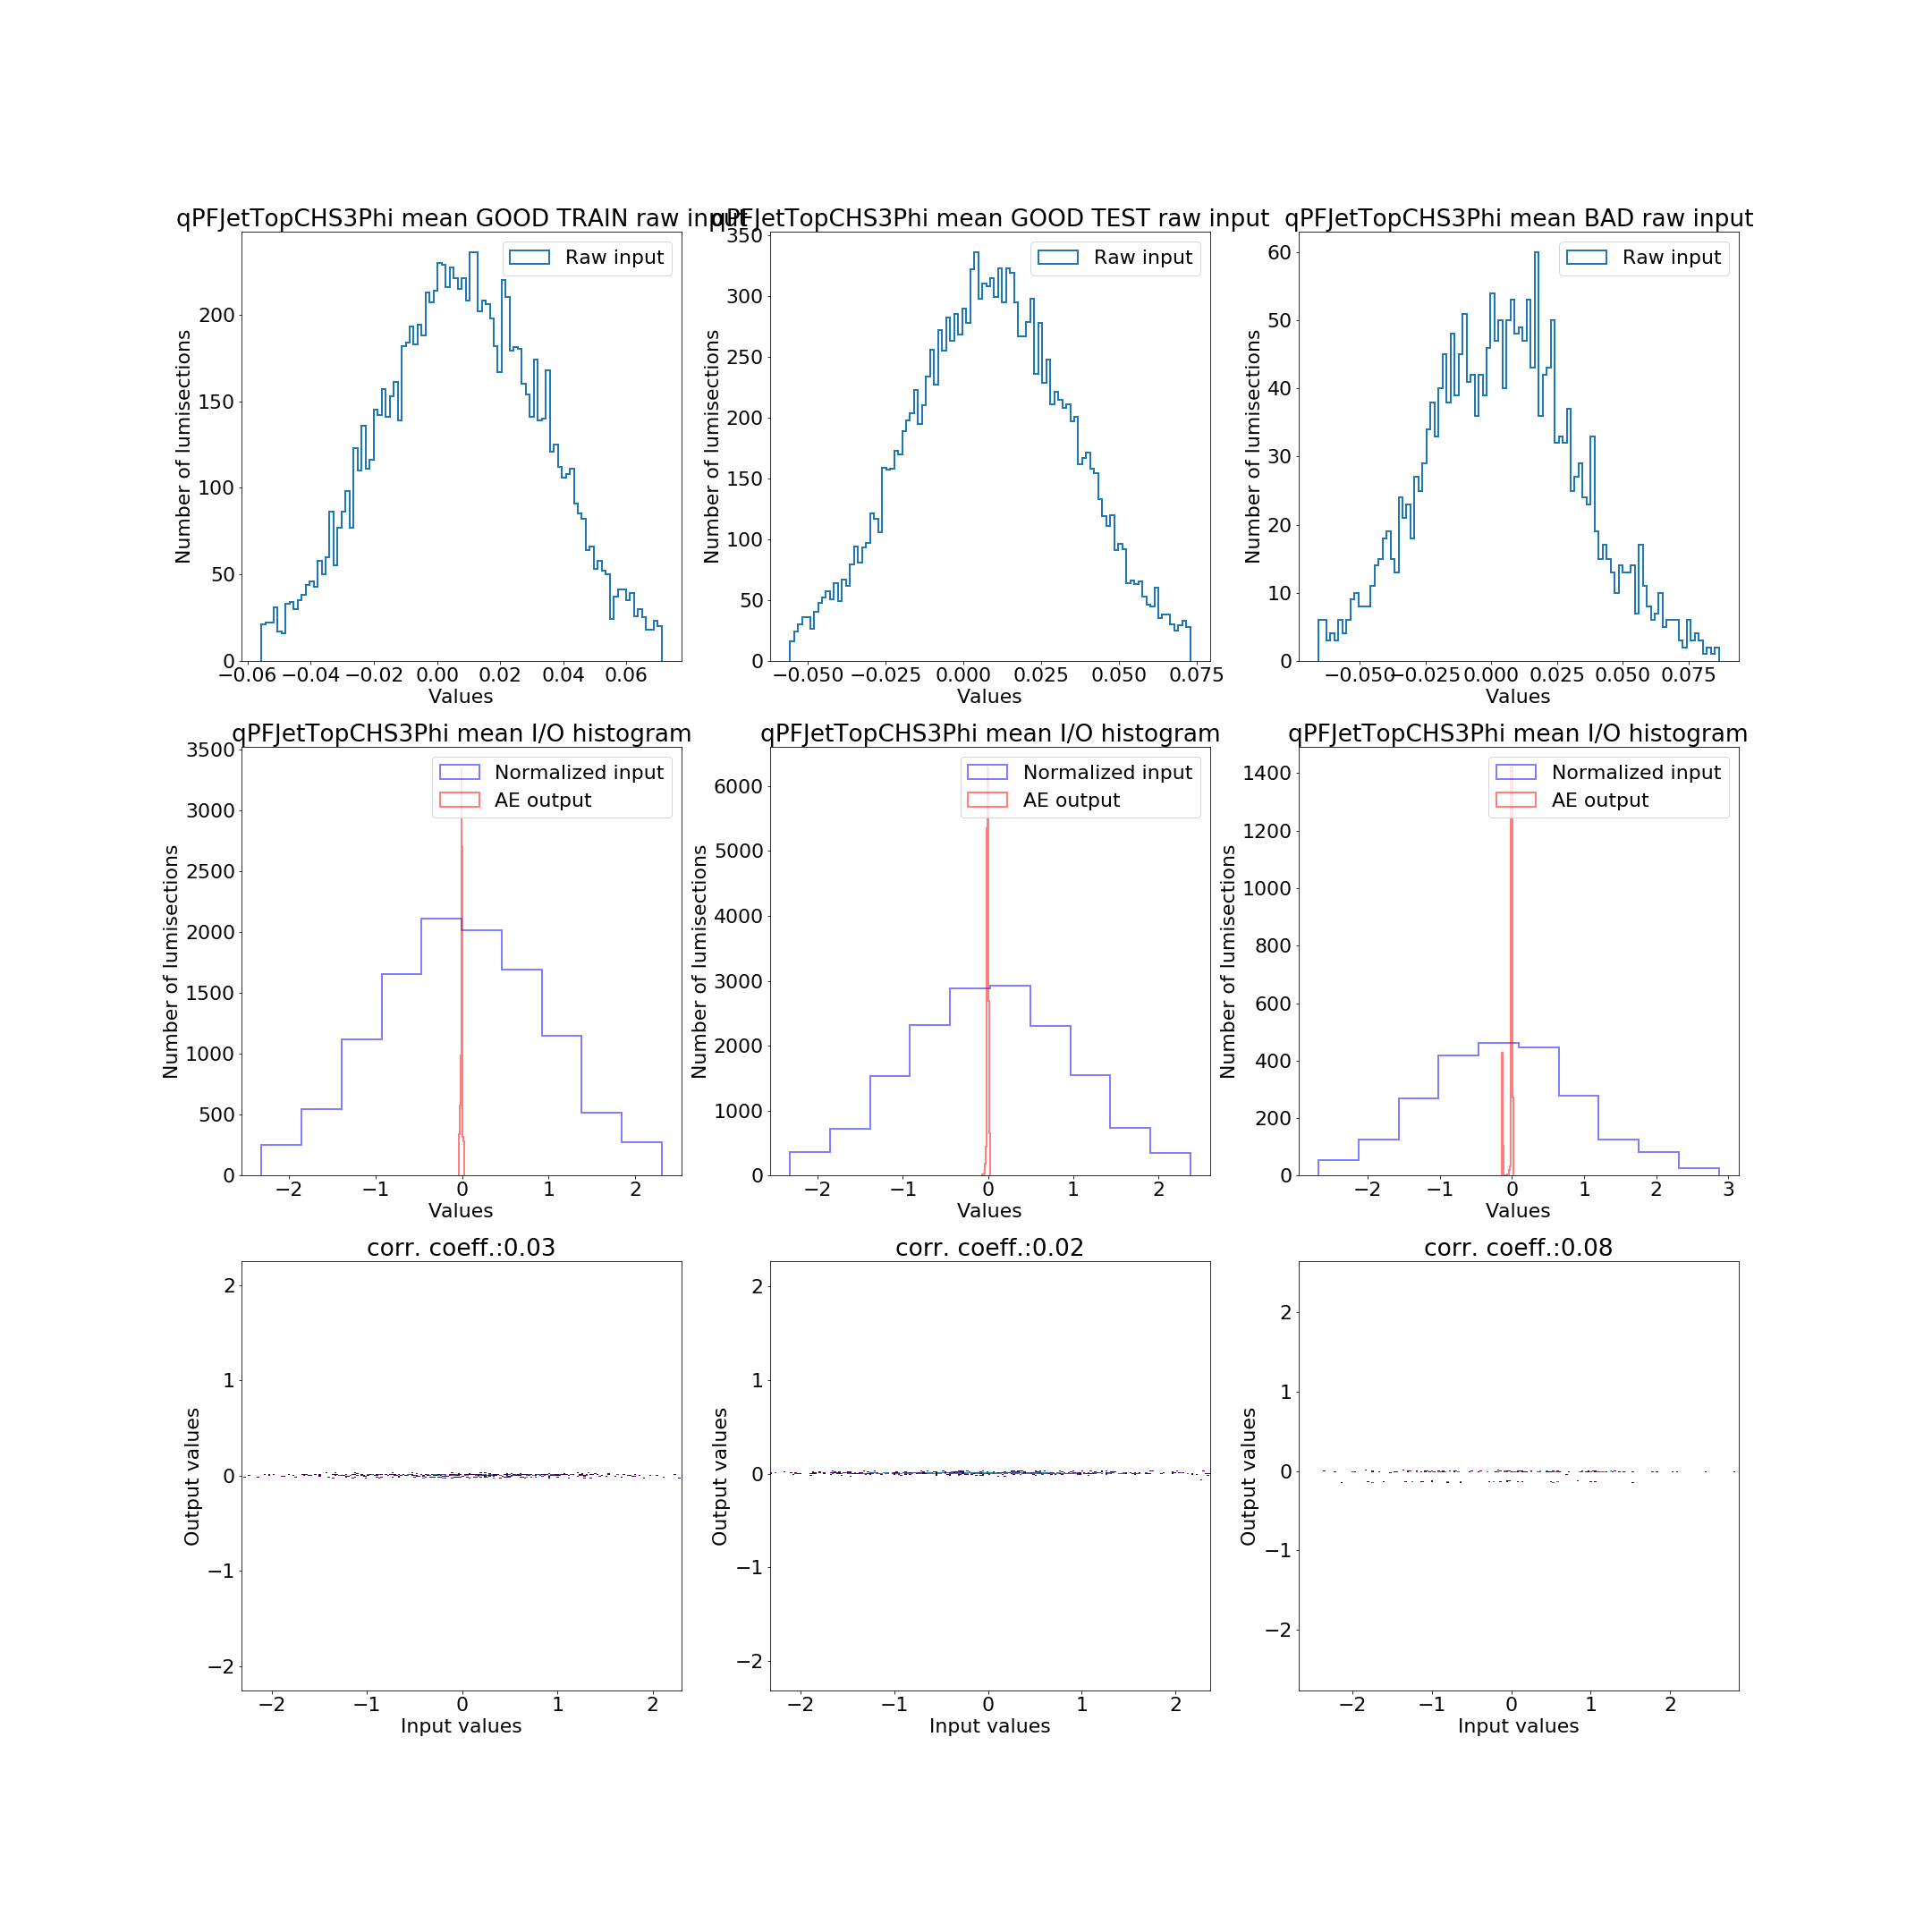 qPFJetTopCHS3Phi mean GOOD TRAIN raw input
Raw input
Number of lumisections
200
150
100
50
0
−0.06 −0.04 −0.02 0.00 0.02 0.04 0.06
Values
qPFJetTopCHS3Phi mean GOOD TEST raw input
Raw input
Number of lumisections
350
300
250
200
150
100
50
0
−0.050 −0.025 0.000 0.025 0.050 0.075
Values
qPFJetTopCHS3Phi mean BAD raw input
Raw input
Number of lumisections
60
50
40
30
20
10
0
−0.050 −0.025 0.000 0.025 0.050 0.075
Values
qPFJetTopCHS3Phi mean I/O histogram
Normalized input
AE output
Number of lumisections
3500
3000
2500
2000
1500
1000
500
0
−2 −1 0 1 2
Values
qPFJetTopCHS3Phi mean I/O histogram
Normalized input
AE output
Number of lumisections
6000
5000
4000
3000
2000
1000
0
−2 −1 0 1 2
Values
qPFJetTopCHS3Phi mean I/O histogram
Normalized input
AE output
Number of lumisections
1400
1200
1000
800
600
400
200
0
−2 −1 0 1 2 3
Values
corr. coeff.:0.03
Output values
2
1
0
−1
−2
−2 −1 0 1 2
Input values
corr. coeff.:0.02
Output values
2
1
0
−1
−2
−2 −1 0 1 2
Input values
corr. coeff.:0.08
Output values
2
1
0
−1
−2
−2 −1 0 1 2
Input values